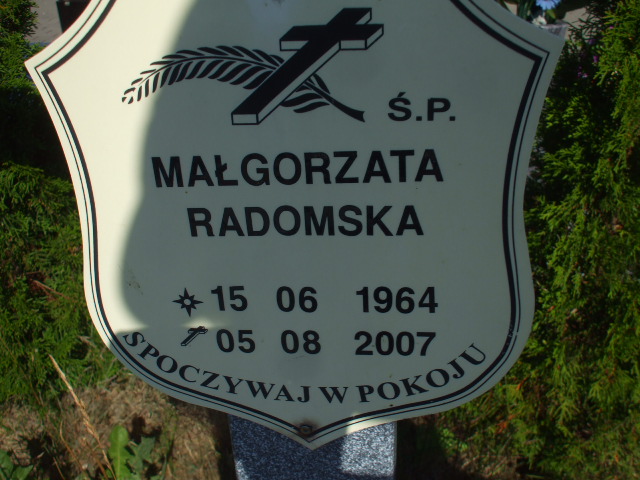 Ś.P.
MAŁGORZATA
RADOMSKA
15 06 1964
05 08 2007
SPOCZYWAJ W POKOJU